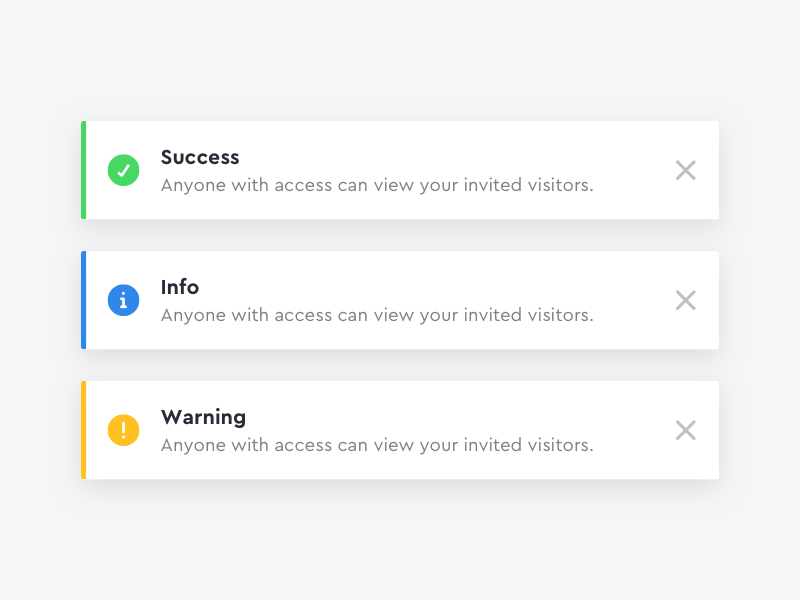 Success
Anyone with access can view your invited visitors.
Info
Anyone with access can view your invited visitors.
Warning
Anyone with access can view your invited visitors.